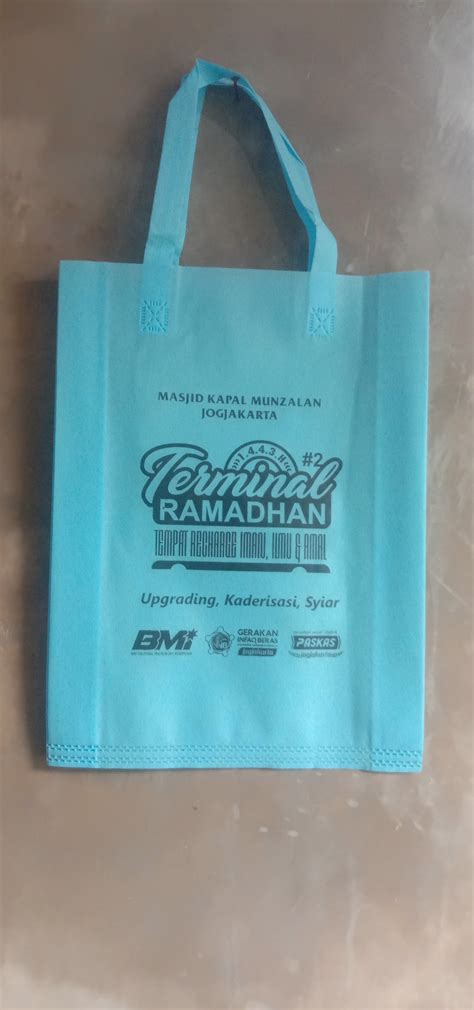 MASJID KAPAL MUNZALAN
JOGJAKARTA
1.4.4.3.H
#2
Terminal
RAMADHAN
TEMPAT RECHARGE IMAN, ILMU & AMAL
Upgrading, Kaderisasi, Syiar
BMi
GERAKAN
INFAQ BERAS
jogjakarta
PASKAS